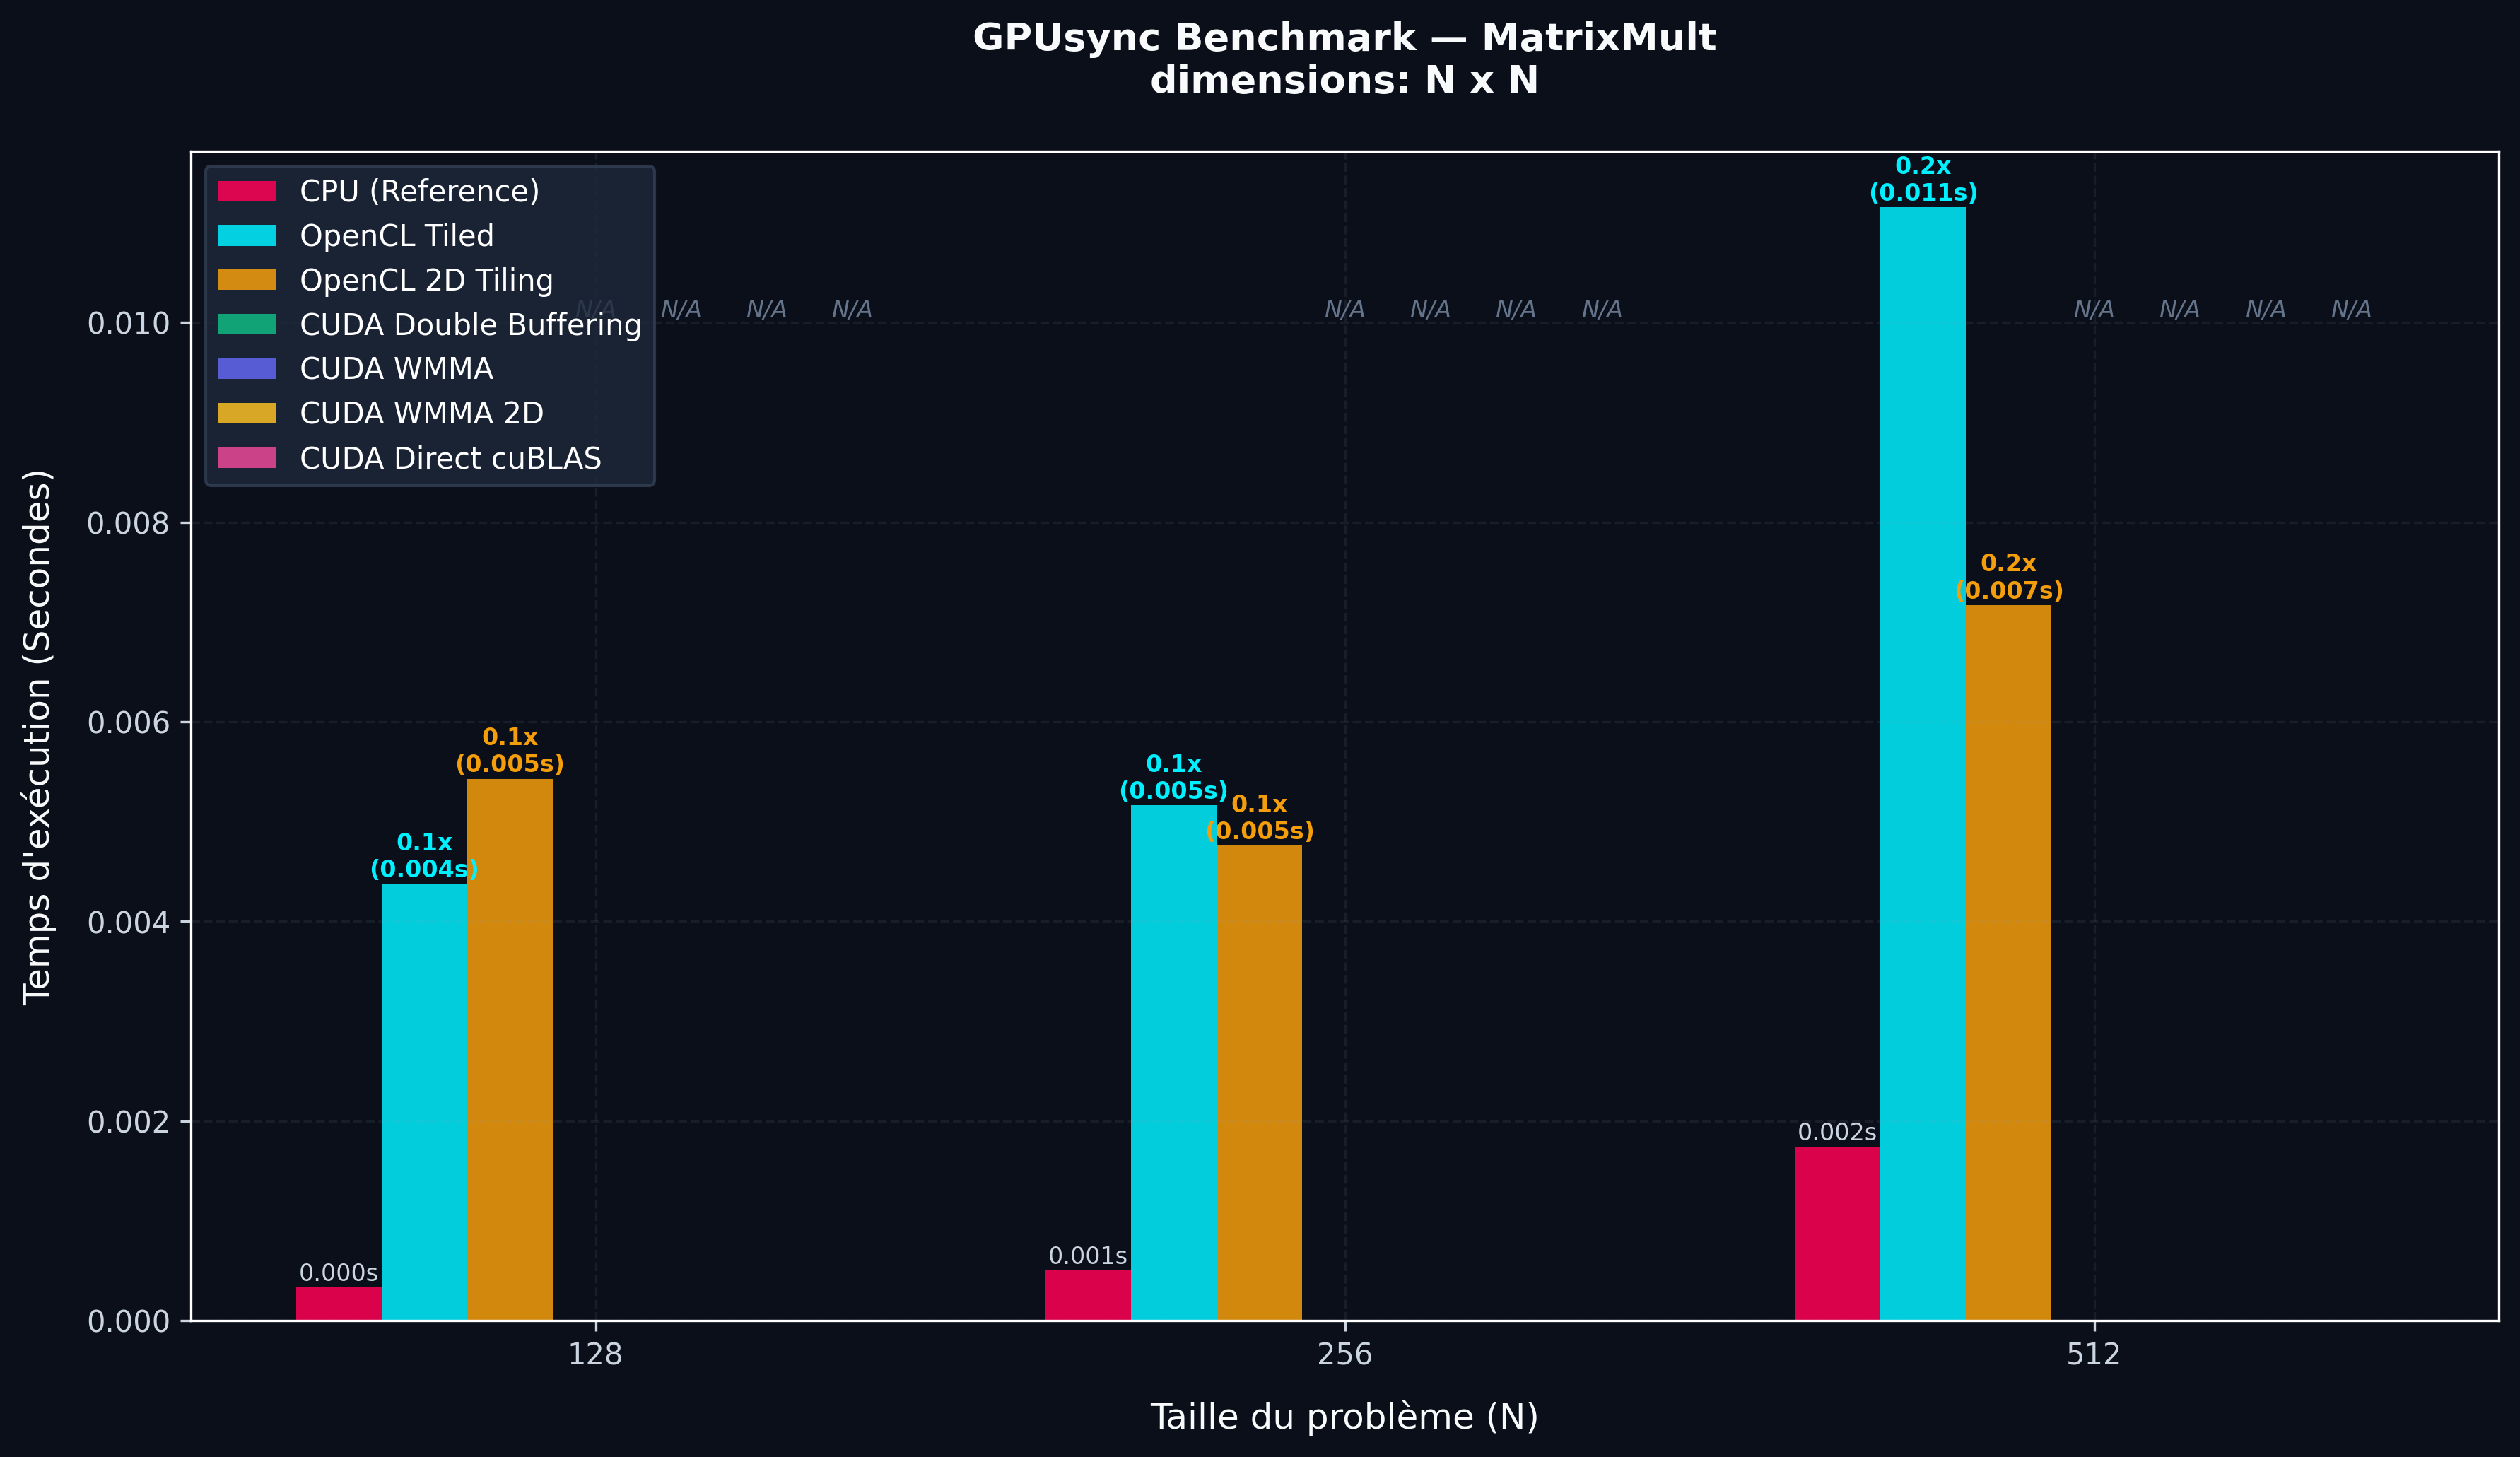 GPUsync Benchmark — MatrixMult
dimensions: N x N
CPU (Reference)
OpenCL Tiled
OpenCL 2D Tiling
CUDA Double Buffering
CUDA WMMA
CUDA WMMA 2D
CUDA Direct cuBLAS
N/A N/A N/A N/A
N/A N/A N/A N/A
N/A N/A N/A N/A
Temps d'exécution (Secondes)
0.010
0.008
0.006
0.004
0.002
0.000
0.000s
0.1x
(0.004s)
0.1x
(0.005s)
0.001s
0.1x
(0.005s)
0.1x
(0.005s)
0.002s
0.2x
(0.011s)
0.2x
(0.007s)
128
256
512
Taille du problème (N)